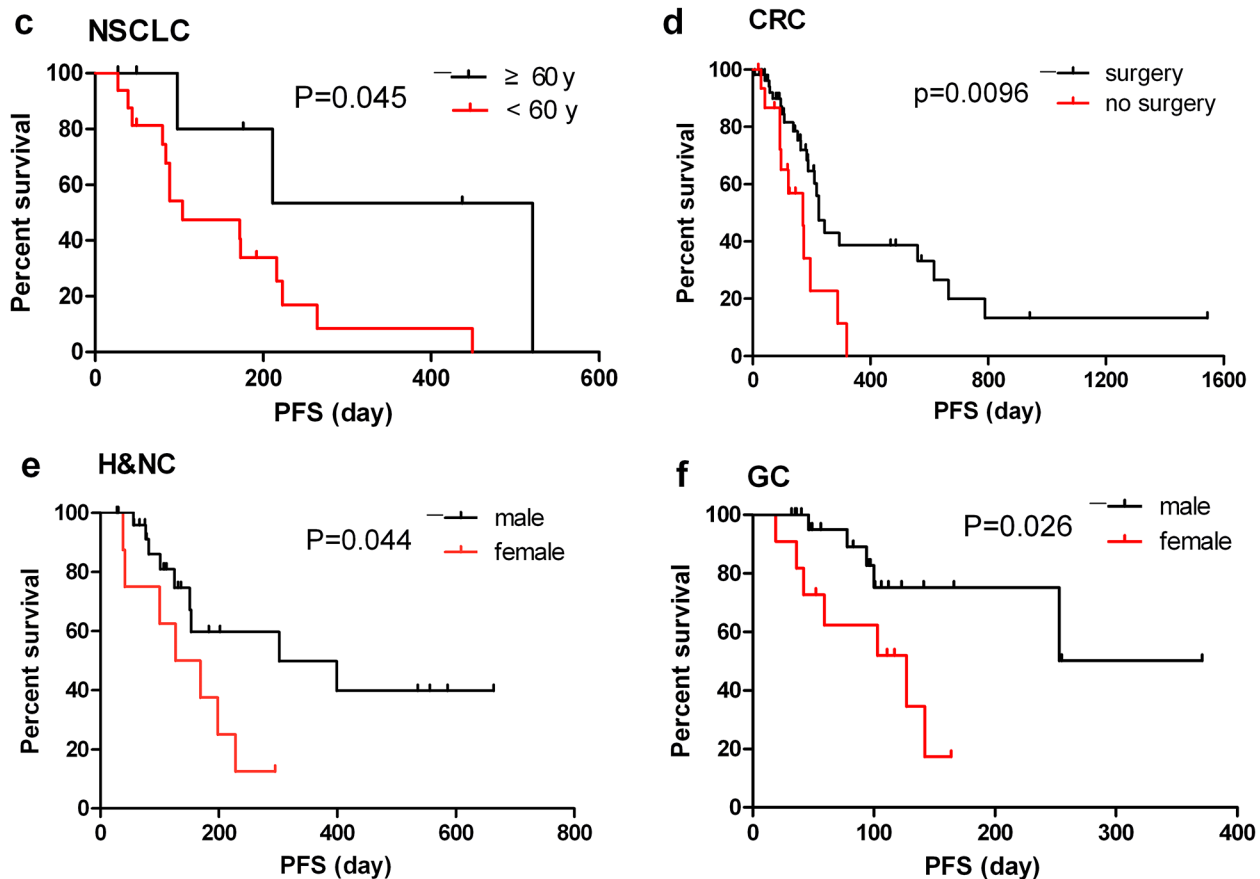 c NSCLC
100
80
60
40
20
0
Percent survival
P=0.045
≥ 60 y
< 60 y
0 200 400 600
PFS (day)
d CRC
100
80
60
40
20
0
Percent survival
p=0.0096
surgery
no surgery
0 400 800 1200 1600
PFS (day)
e H&NC
100
80
60
40
20
0
Percent survival
P=0.044
male
female
0 200 400 600 800
PFS (day)
f GC
100
80
60
40
20
0
Percent survival
P=0.026
male
female
0 100 200 300 400
PFS (day)